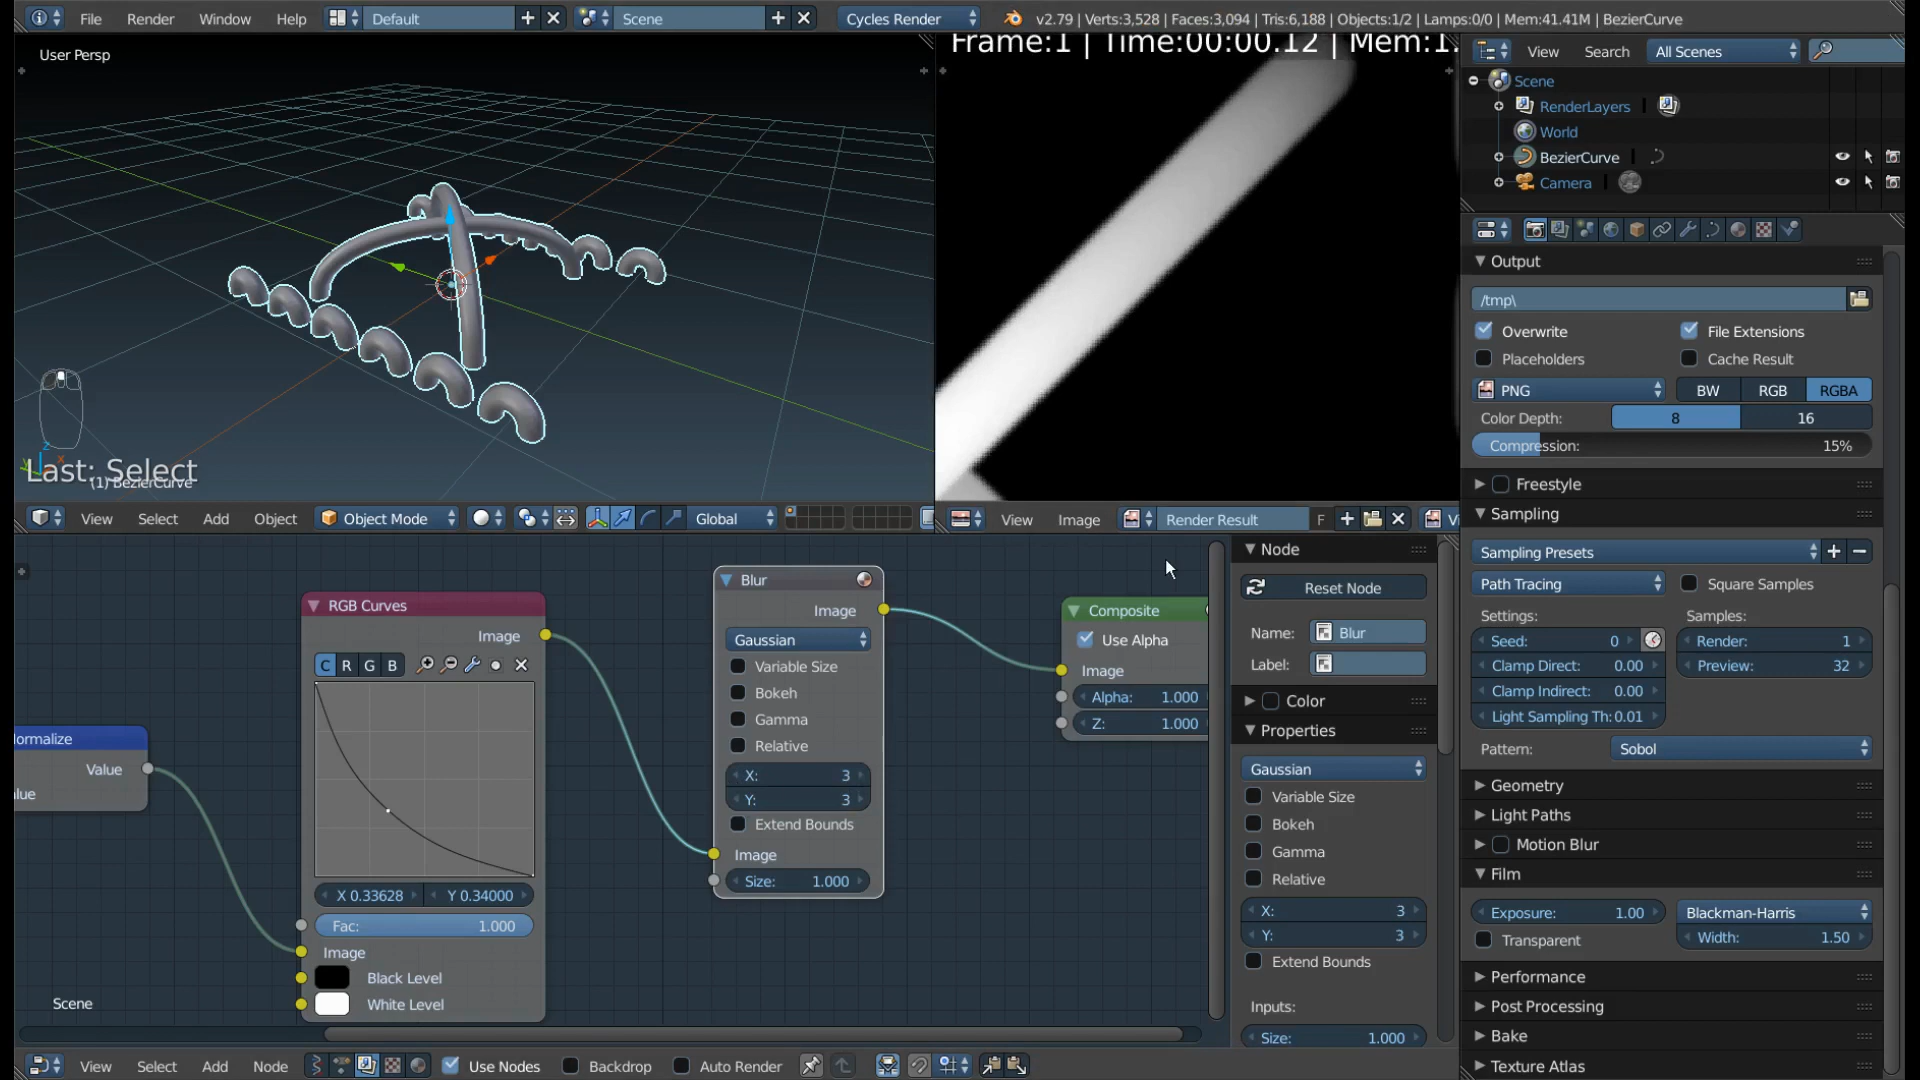 File Render Window Help Default Scene Cycles Render v2.79 | Verts:3,528 | Faces:3,094 | Tris:6,188 | Objects:1/2 | Lamps:0/0 | Mem:41.41M | BezierCurve
User Persp
Frame:1 | Time:00:00.12 | Mem:1.
View Search All Scenes
Scene
RenderLayers
World
BezierCurve
Camera
Output
/tmp\
Overwrite File Extensions
Placeholders Cache Result
PNG BW RGB RGBA
Color Depth: 8 16
Compression: 15%
Last: Select
(1) BezierCurve
Freestyle
Sampling
View Select Add Object Object Mode Global
View Image Render Result F Vi
Sampling Presets
Path Tracing Square Samples
Settings: Samples:
Seed: 0 Render: 1
Clamp Direct: 0.00 Preview: 32
Clamp Indirect: 0.00
Light Sampling Th: 0.01
Pattern: Sobol
Geometry
Light Paths
Motion Blur
Film
Exposure: 1.00 Blackman-Harris
Transparent Width: 1.50
Performance
Post Processing
Bake
Texture Atlas
ormalize
Value
lue
RGB Curves
Image
C R G B
X 0.33628 Y 0.34000
Fac: 1.000
Image
Black Level
White Level
Blur
Image
Gaussian
Variable Size
Bokeh
Gamma
Relative
X: 3
Y: 3
Extend Bounds
Image
Size: 1.000
Composite
Use Alpha
Image
Alpha: 1.000
Z: 1.000
Node
Reset Node
Name: Blur
Label:
Color
Properties
Gaussian
Variable Size
Bokeh
Gamma
Relative
X: 3
Y: 3
Extend Bounds
Inputs:
Size: 1.000
Scene
View Select Add Node Use Nodes Backdrop Auto Render